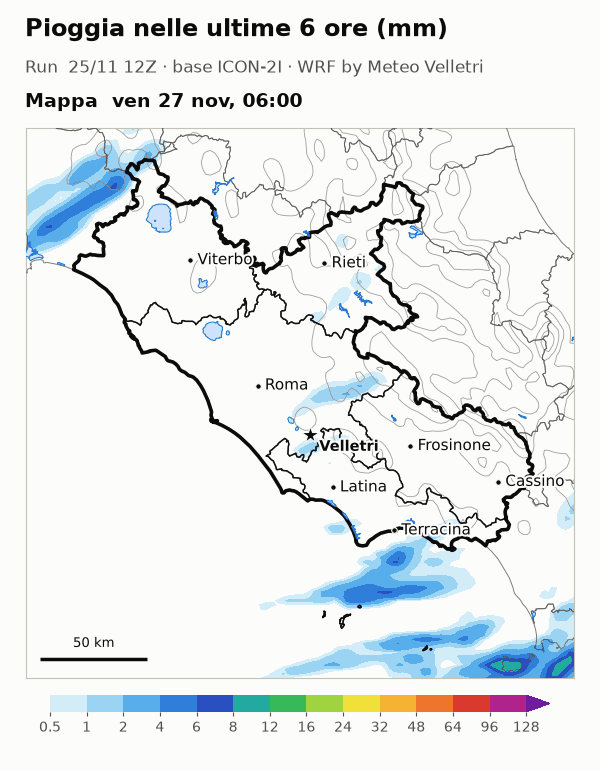 Pioggia nelle ultime 6 ore (mm)
Run 25/11 12Z · base ICON-2I · WRF by Meteo Velletri
Mappa ven 27 nov, 06:00
Viterbo
Rieti
Roma
Velletri
Frosinone
Latina
Cassino
Terracina
50 km
0.5 1 2 4 6 8 12 16 24 32 48 64 96 128